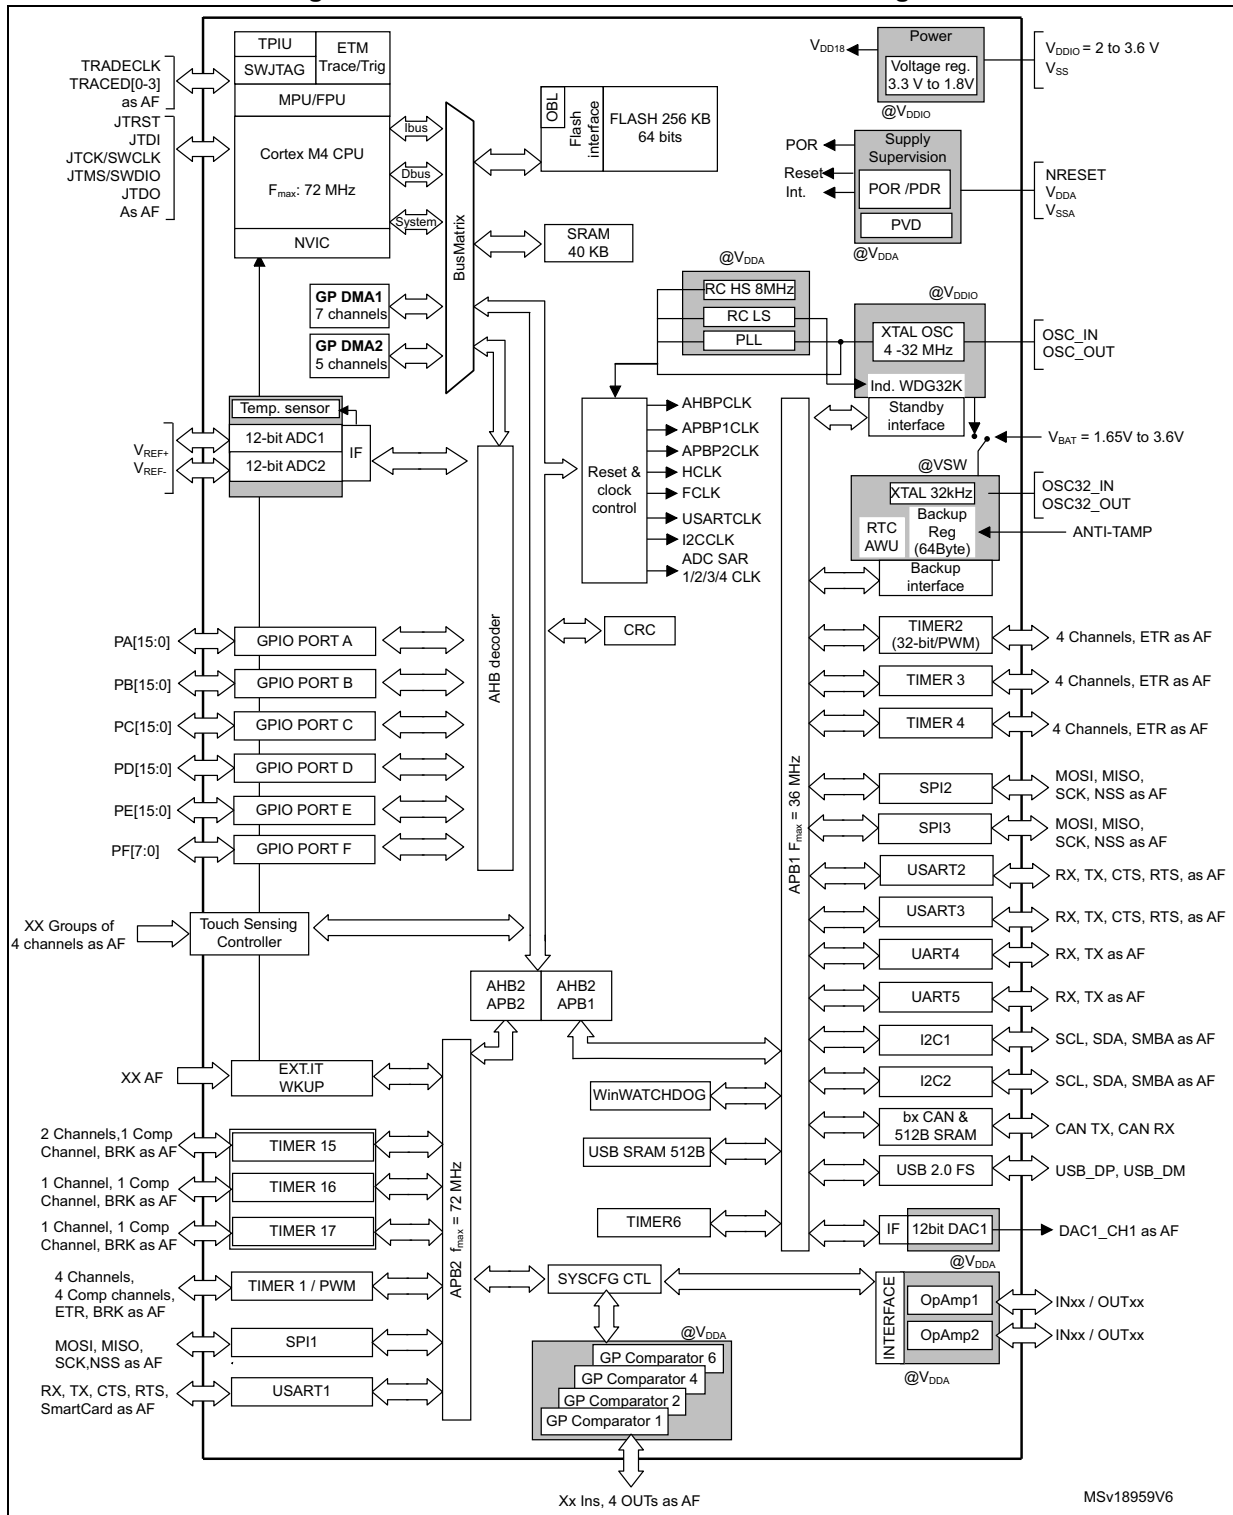 TPIU
ETM
Trace/Trig
SWJTAG
MPU/FPU
Cortex M4 CPU
Fmax: 72 MHz
NVIC
TRADECLK
TRACED[0-3]
as AF
JTRST
JTDI
JTCK/SWCLK
JTMS/SWDIO
JTDO
As AF
Ibus
Dbus
System
BusMatrix
OBL
Flash
interface
FLASH 256 KB
64 bits
SRAM
40 KB
GP DMA1
7 channels
GP DMA2
5 channels
VDD18
Power
Voltage reg.
3.3 V to 1.8V
@VDDIO
VDDIO = 2 to 3.6 V
VSS
POR
Reset
Int.
Supply
Supervision
POR /PDR
PVD
@VDDA
NRESET
VDDA
VSSA
@VDDA
RC HS 8MHz
RC LS
PLL
@VDDIO
XTAL OSC
4 -32 MHz
Ind. WDG32K
Standby
interface
OSC_IN
OSC_OUT
VBAT = 1.65V to 3.6V
@VSW
XTAL 32kHz
RTC
AWU
Backup
Reg
(64Byte)
Backup
interface
OSC32_IN
OSC32_OUT
ANTI-TAMP
Reset &
clock
control
AHBPCLK
APBP1CLK
APBP2CLK
HCLK
FCLK
USARTCLK
I2CCLK
ADC SAR
1/2/3/4 CLK
Temp. sensor
12-bit ADC1
12-bit ADC2
IF
VREF+
VREF-
AHB decoder
CRC
PA[15:0]
GPIO PORT A
PB[15:0]
GPIO PORT B
PC[15:0]
GPIO PORT C
PD[15:0]
GPIO PORT D
PE[15:0]
GPIO PORT E
PF[7:0]
GPIO PORT F
XX Groups of
4 channels as AF
Touch Sensing
Controller
AHB2
APB2
AHB2
APB1
APB1 Fmax = 36 MHz
TIMER2
(32-bit/PWM)
4 Channels, ETR as AF
TIMER 3
4 Channels, ETR as AF
TIMER 4
4 Channels, ETR as AF
SPI2
MOSI, MISO,
SCK, NSS as AF
SPI3
MOSI, MISO,
SCK, NSS as AF
USART2
RX, TX, CTS, RTS, as AF
USART3
RX, TX, CTS, RTS, as AF
UART4
RX, TX as AF
UART5
RX, TX as AF
I2C1
SCL, SDA, SMBA as AF
I2C2
SCL, SDA, SMBA as AF
bx CAN &
512B SRAM
CAN TX, CAN RX
USB 2.0 FS
USB_DP, USB_DM
IF
12bit DAC1
DAC1_CH1 as AF
@VDDA
WinWATCHDOG
USB SRAM 512B
TIMER6
XX AF
EXT.IT
WKUP
2 Channels,1 Comp
Channel, BRK as AF
TIMER 15
1 Channel, 1 Comp
Channel, BRK as AF
TIMER 16
1 Channel, 1 Comp
Channel, BRK as AF
TIMER 17
4 Channels,
4 Comp channels,
ETR, BRK as AF
TIMER 1 / PWM
MOSI, MISO,
SCK,NSS as AF
SPI1
RX, TX, CTS, RTS,
SmartCard as AF
USART1
APB2 fmax = 72 MHz
SYSCFG CTL
@VDDA
GP Comparator 6
GP Comparator 4
GP Comparator 2
GP Comparator 1
Xx Ins, 4 OUTs as AF
INTERFACE
OpAmp1
OpAmp2
INxx / OUTxx
INxx / OUTxx
@VDDA
MSv18959V6